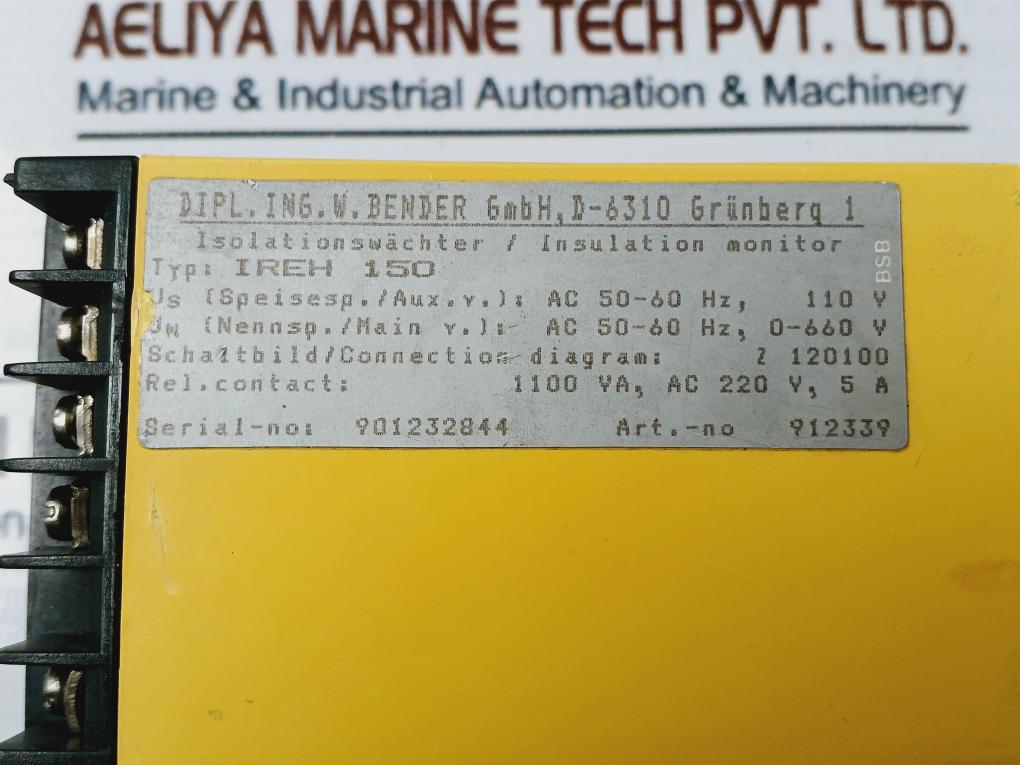 AELIYA MARINE TECH PVT. LTD.
Marine & Industrial Automation & Machinery
DIPL.ING.W.BENDER GmbH,D-6310 Grünberg 1
Isolationswächter / Insulation monitor
BSB
Typ: IREH 150
US (Speisesp./Aux.v.): AC 50-60 Hz, 110 V
UN (Nennsp./Main v.): AC 50-60 Hz, 0-660 V
Schaltbild/Connection diagram: Z 120100
Rel.contact: 1100 VA, AC 220 V, 5 A
Serial-no: 901232844 Art.-no 912339